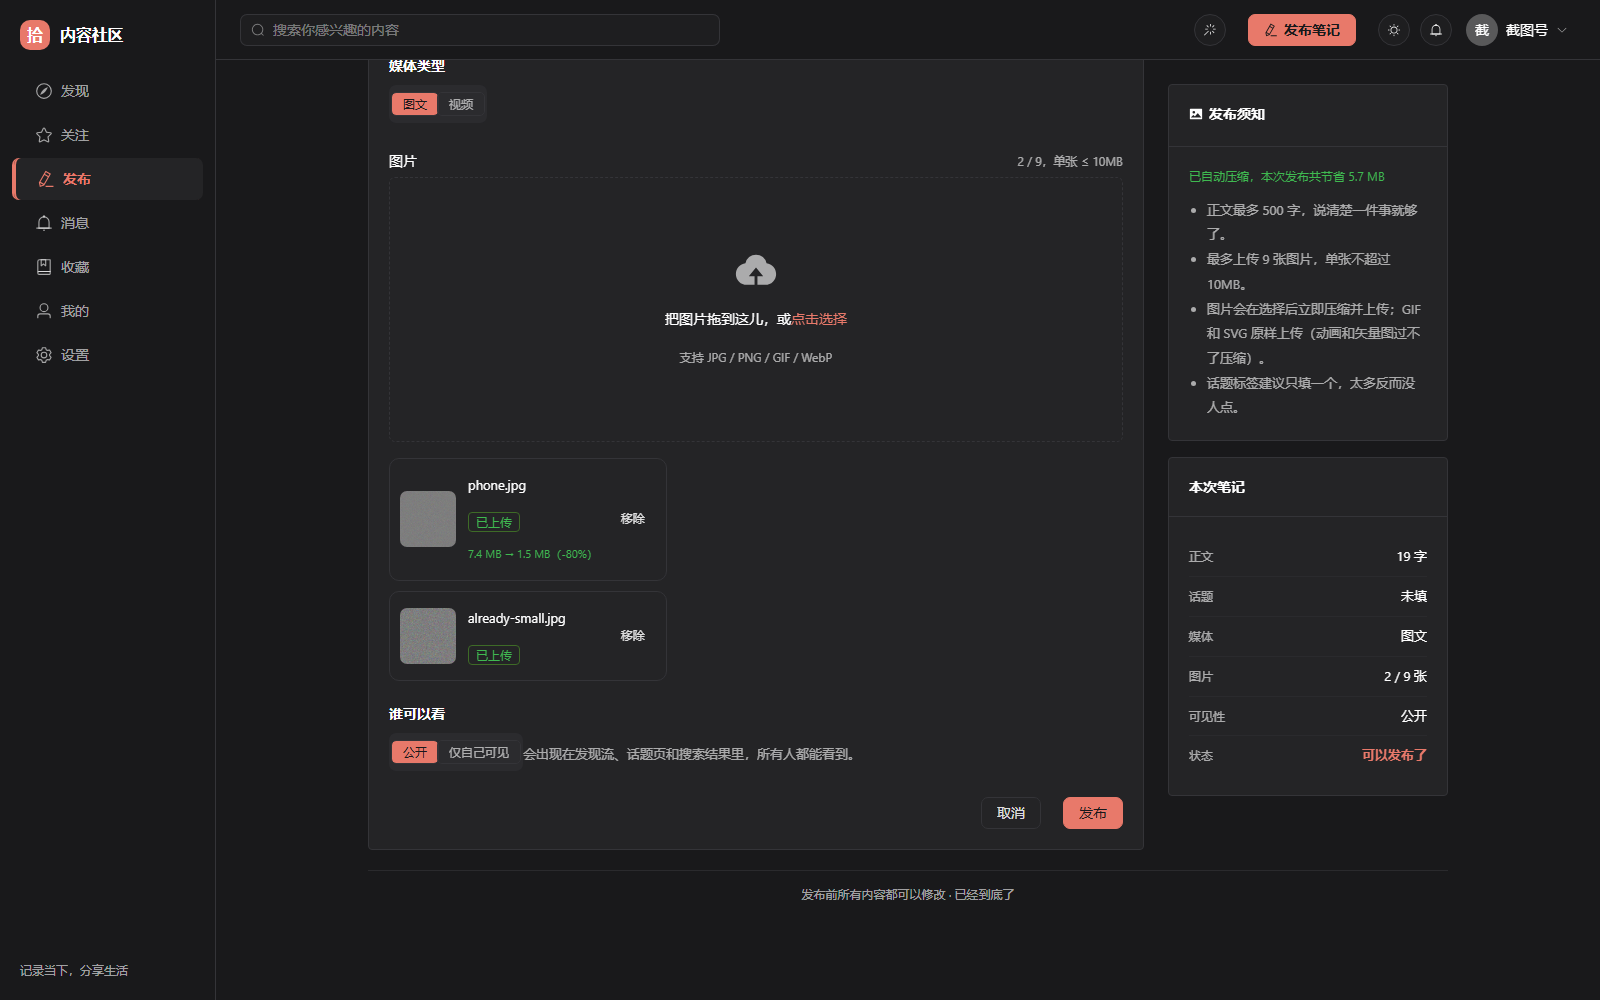 拾 内容社区
搜索你感兴趣的内容
发布笔记
截 截图号
发现
关注
发布
消息
收藏
我的
设置
记录当下，分享生活
媒体类型
图文 视频
图片 2 / 9，单张 ≤ 10MB
把图片拖到这儿，或点击选择
支持 JPG / PNG / GIF / WebP
phone.jpg
已上传
移除
7.4 MB → 1.5 MB（-80%）
already-small.jpg
移除
已上传
谁可以看
公开 仅自己可见 会出现在发现流、话题页和搜索结果里，所有人都能看到。
取消 发布
发布须知
已自动压缩，本次发布共节省 5.7 MB
正文最多 500 字，说清楚一件事就够
了。
最多上传 9 张图片，单张不超过
10MB。
图片会在选择后立即压缩并上传；GIF
和 SVG 原样上传（动画和矢量图过不
了压缩）。
话题标签建议只填一个，太多反而没
人点。
本次笔记
正文 19 字
话题 未填
媒体 图文
图片 2 / 9 张
可见性 公开
状态 可以发布了
发布前所有内容都可以修改 · 已经到底了